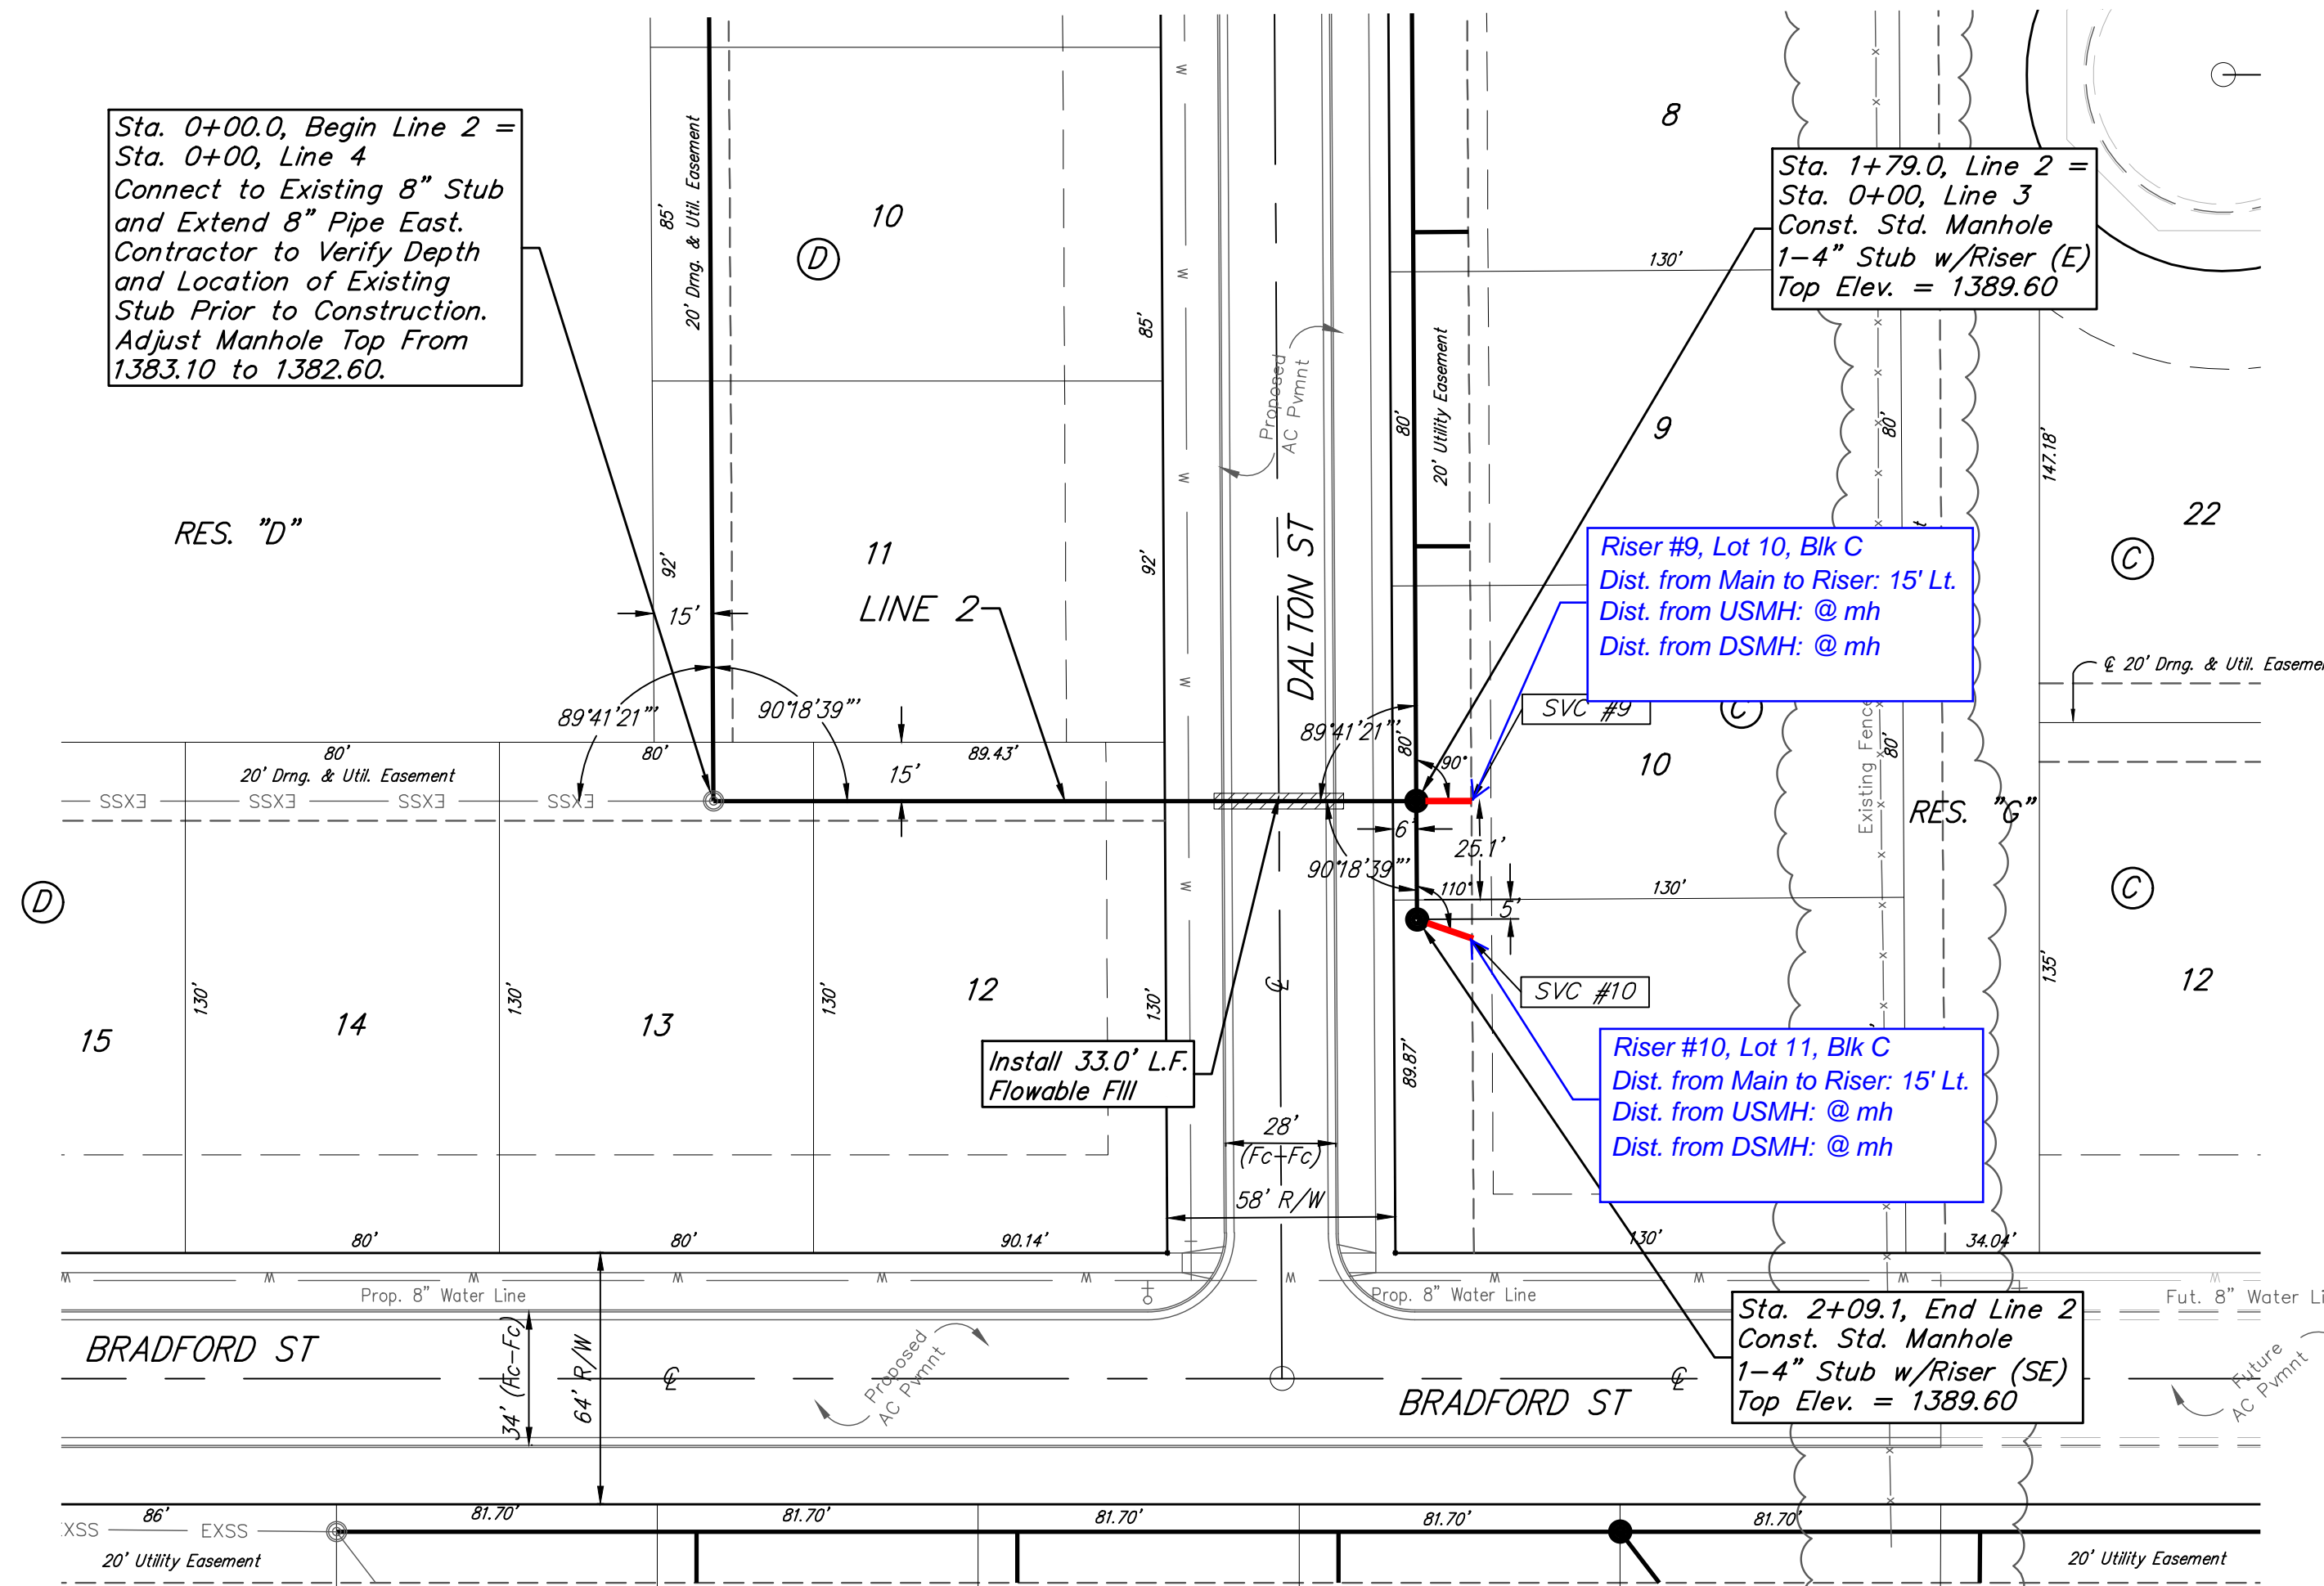 Sta. 0+00.0, Begin Line 2 =
Sta. 0+00, Line 4
Connect to Existing 8" Stub
and Extend 8" Pipe East.
Contractor to Verify Depth
and Location of Existing
Stub Prior to Construction.
Adjust Manhole Top From
1383.10 to 1382.60.
85'
20' Drng. & Util. Easement
10
D
85'
W
W
W
W
W
W
Proposed
AC Pvmnt
20' Utility Easement
80'
8
130'
Sta. 1+79.0, Line 2 =
Sta. 0+00, Line 3
Const. Std. Manhole
1-4" Stub w/Riser (E)
Top Elev. = 1389.60
9
80'
147.18'
22
C
RES. "D"
92'
11
92'
15'
LINE 2
DALTON ST
Riser #9, Lot 10, Blk C
Dist. from Main to Riser: 15' Lt.
Dist. from USMH: @ mh
Dist. from DSMH: @ mh
℄ 20' Drng. & Util. Easemen
89°41'21"'
90°18'39"'
89°41'21"'
80'
90°
SVC #9
C
10
Existing Fence
80'
80'
80'
89.43'
20' Drng. & Util. Easement
15'
EXSS
EXSS
EXSS
EXSS
RES. "G"
6'
25.1'
90°18'39"'
110°
130'
5'
D
C
130'
130'
130'
130'
12
14
13
15
℄
SVC #10
135'
12
89.87'
Install 33.0' L.F.
Flowable FIll
Riser #10, Lot 11, Blk C
Dist. from Main to Riser: 15' Lt.
Dist. from USMH: @ mh
Dist. from DSMH: @ mh
28'
(Fc-Fc)
58' R/W
80'
80'
90.14'
130'
34.04'
W
W
W
W
W
W
W
W
W
W
W
Prop. 8" Water Line
Prop. 8" Water Line
Fut. 8" Water Li
BRADFORD ST
34' (Fc-Fc)
64' R/W
℄
Proposed
AC Pvmnt
BRADFORD ST
℄
Sta. 2+09.1, End Line 2
Const. Std. Manhole
1-4" Stub w/Riser (SE)
Top Elev. = 1389.60
Future
AC Pvmnt
86'
81.70'
81.70'
81.70'
81.70'
81.70'
EXSS
20' Utility Easement
20' Utility Easement